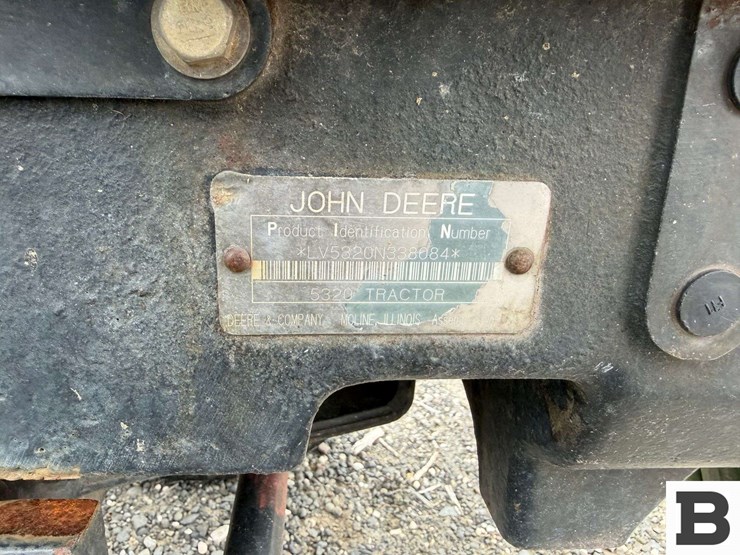 JOHN DEERE
Product Identification Number
*LV5320N338084*
5320 TRACTOR
DEERE & COMPANY MOLINE, ILLINOIS
B